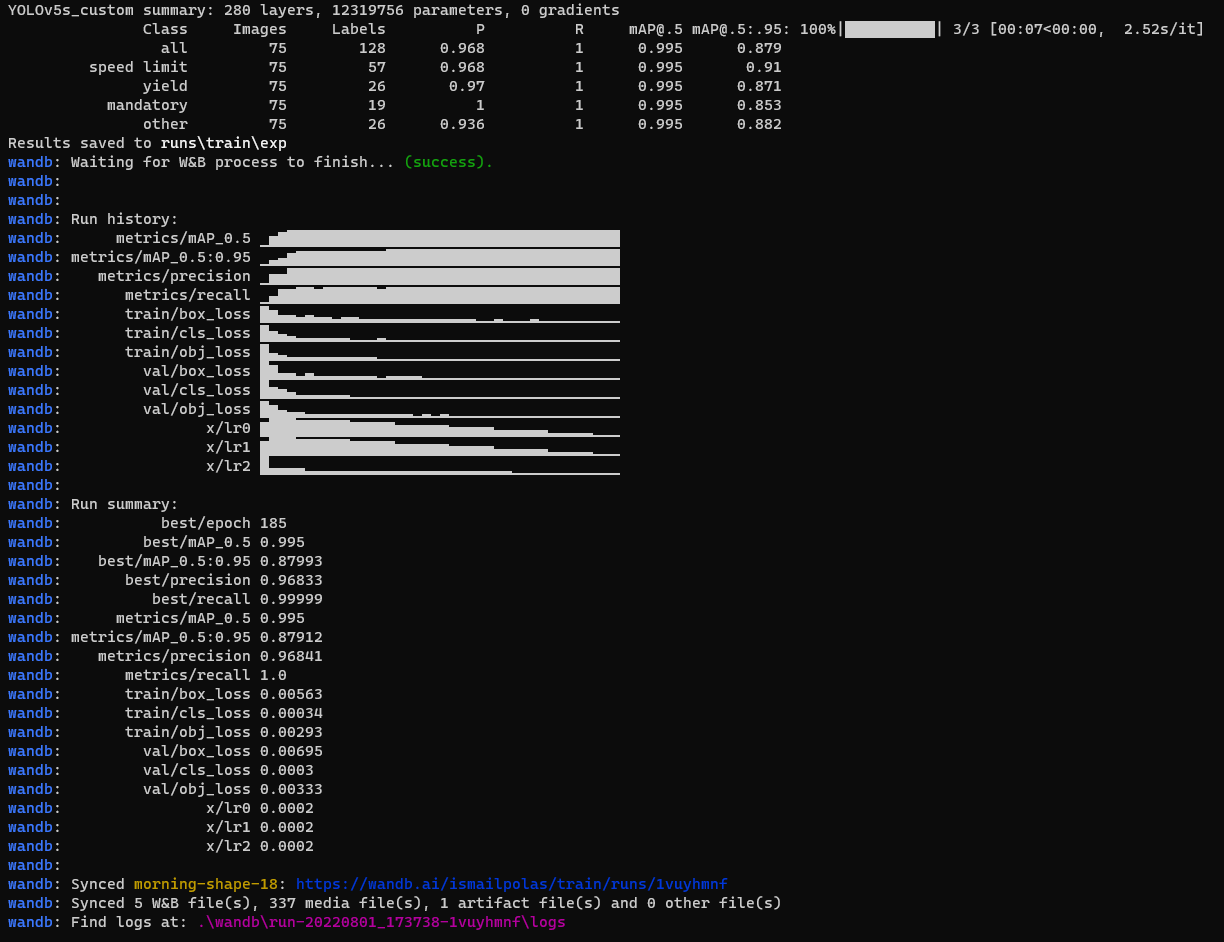 YOLOv5s_custom summary: 280 layers, 12319756 parameters, 0 gradients
Class Images Labels P R mAP@.5 mAP@.5:.95: 100%|██████████| 3/3 [00:07<00:00, 2.52s/it]
all 75 128 0.968 1 0.995 0.879
speed limit 75 57 0.968 1 0.995 0.91
yield 75 26 0.97 1 0.995 0.871
mandatory 75 19 1 1 0.995 0.853
other 75 26 0.936 1 0.995 0.882
Results saved to runs\train\exp
wandb: Waiting for W&B process to finish... (success).
wandb:
wandb:
wandb: Run history:
wandb: metrics/mAP_0.5
wandb: metrics/mAP_0.5:0.95
wandb: metrics/precision
wandb: metrics/recall
wandb: train/box_loss
wandb: train/cls_loss
wandb: train/obj_loss
wandb: val/box_loss
wandb: val/cls_loss
wandb: val/obj_loss
wandb: x/lr0
wandb: x/lr1
wandb: x/lr2
wandb:
wandb: Run summary:
wandb: best/epoch 185
wandb: best/mAP_0.5 0.995
wandb: best/mAP_0.5:0.95 0.87993
wandb: best/precision 0.96833
wandb: best/recall 0.99999
wandb: metrics/mAP_0.5 0.995
wandb: metrics/mAP_0.5:0.95 0.87912
wandb: metrics/precision 0.96841
wandb: metrics/recall 1.0
wandb: train/box_loss 0.00563
wandb: train/cls_loss 0.00034
wandb: train/obj_loss 0.00293
wandb: val/box_loss 0.00695
wandb: val/cls_loss 0.0003
wandb: val/obj_loss 0.00333
wandb: x/lr0 0.0002
wandb: x/lr1 0.0002
wandb: x/lr2 0.0002
wandb:
wandb: Synced morning-shape-18: https://wandb.ai/ismailpolas/train/runs/1vuyhmnf
wandb: Synced 5 W&B file(s), 337 media file(s), 1 artifact file(s) and 0 other file(s)
wandb: Find logs at: .\wandb\run-20220801_173738-1vuyhmnf\logs